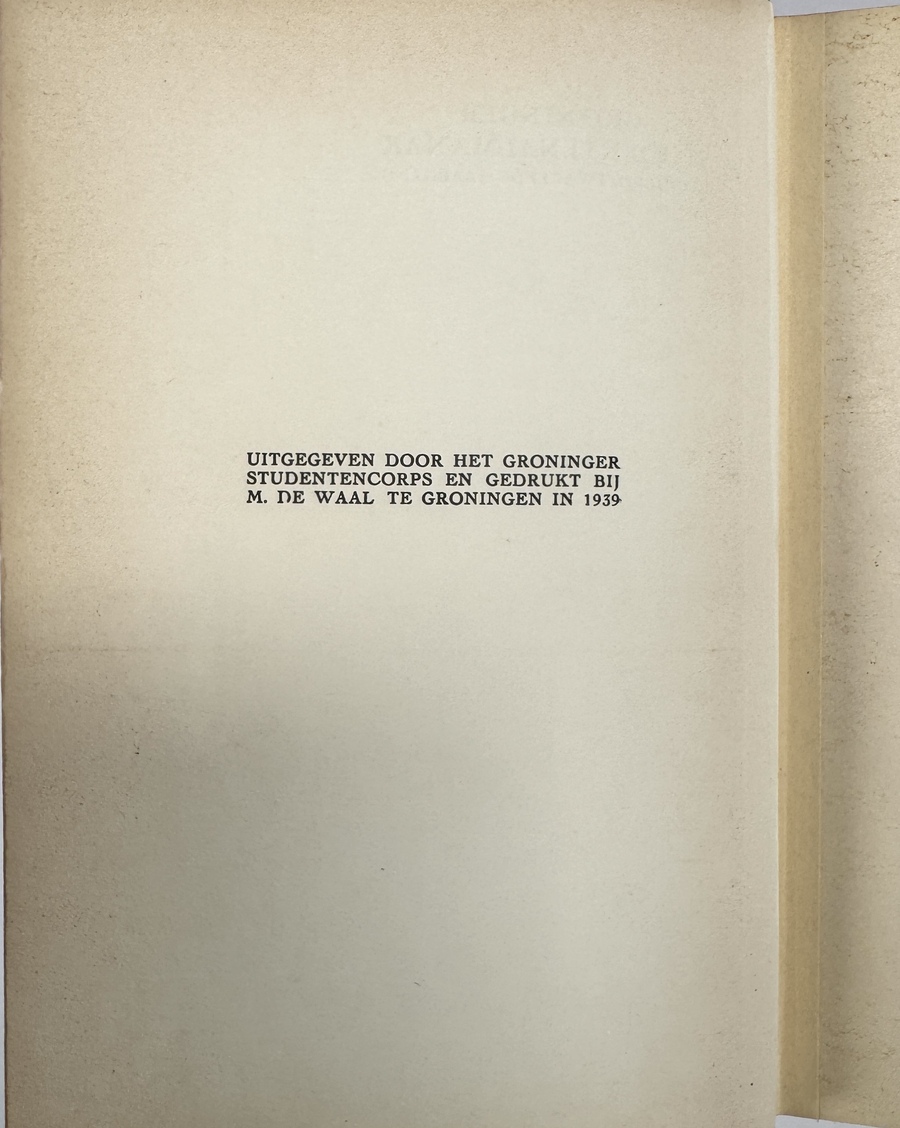 UITGEGEVEN DOOR HET GRONINGER
STUDENTENCORPS EN GEDRUKT BIJ
M. DE WAAL TE GRONINGEN IN 1939